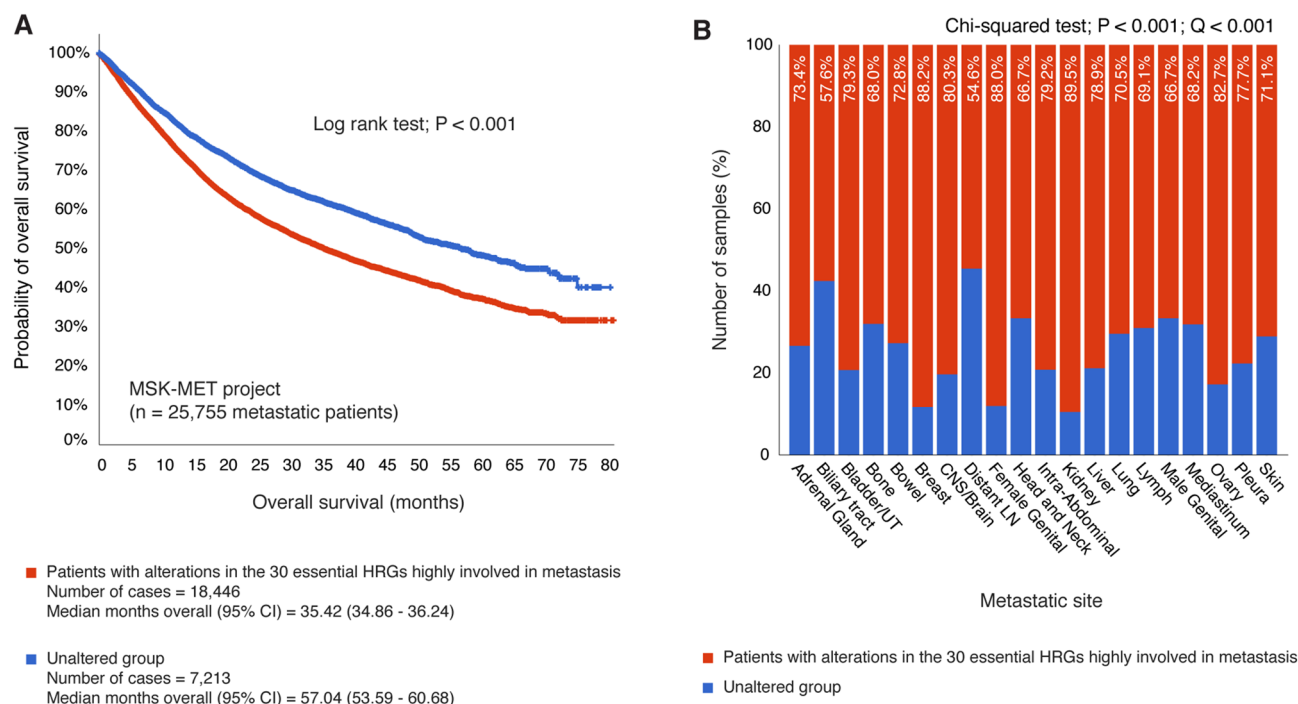 A
100%
90%
80%
70%
60%
50%
40%
30%
20%
10%
0%
Probability of overall survival
Log rank test; P < 0.001
MSK-MET project
(n = 25,755 metastatic patients)
0 5 10 15 20 25 30 35 40 45 50 55 60 65 70 75 80
Overall survival (months)
Patients with alterations in the 30 essential HRGs highly involved in metastasis
Number of cases = 18,446
Median months overall (95% CI) = 35.42 (34.86 - 36.24)
Unaltered group
Number of cases = 7,213
Median months overall (95% CI) = 57.04 (53.59 - 60.68)
B
Chi-squared test; P < 0.001; Q < 0.001
100
80
60
40
20
0
Number of samples (%)
73.4%
57.6%
79.3%
68.0%
72.8%
88.2%
80.3%
54.6%
88.0%
66.7%
79.2%
89.5%
78.9%
70.5%
69.1%
66.7%
68.2%
82.7%
77.7%
71.1%
Adrenal Gland
Biliary tract
Bladder/UT
Bone
Bowel
Breast
CNS/Brain
Distant LN
Female Genital
Head and Neck
Intra-Abdominal
Kidney
Liver
Lung
Lymph
Male Genital
Mediastinum
Ovary
Pleura
Skin
Metastatic site
Patients with alterations in the 30 essential HRGs highly involved in metastasis
Unaltered group